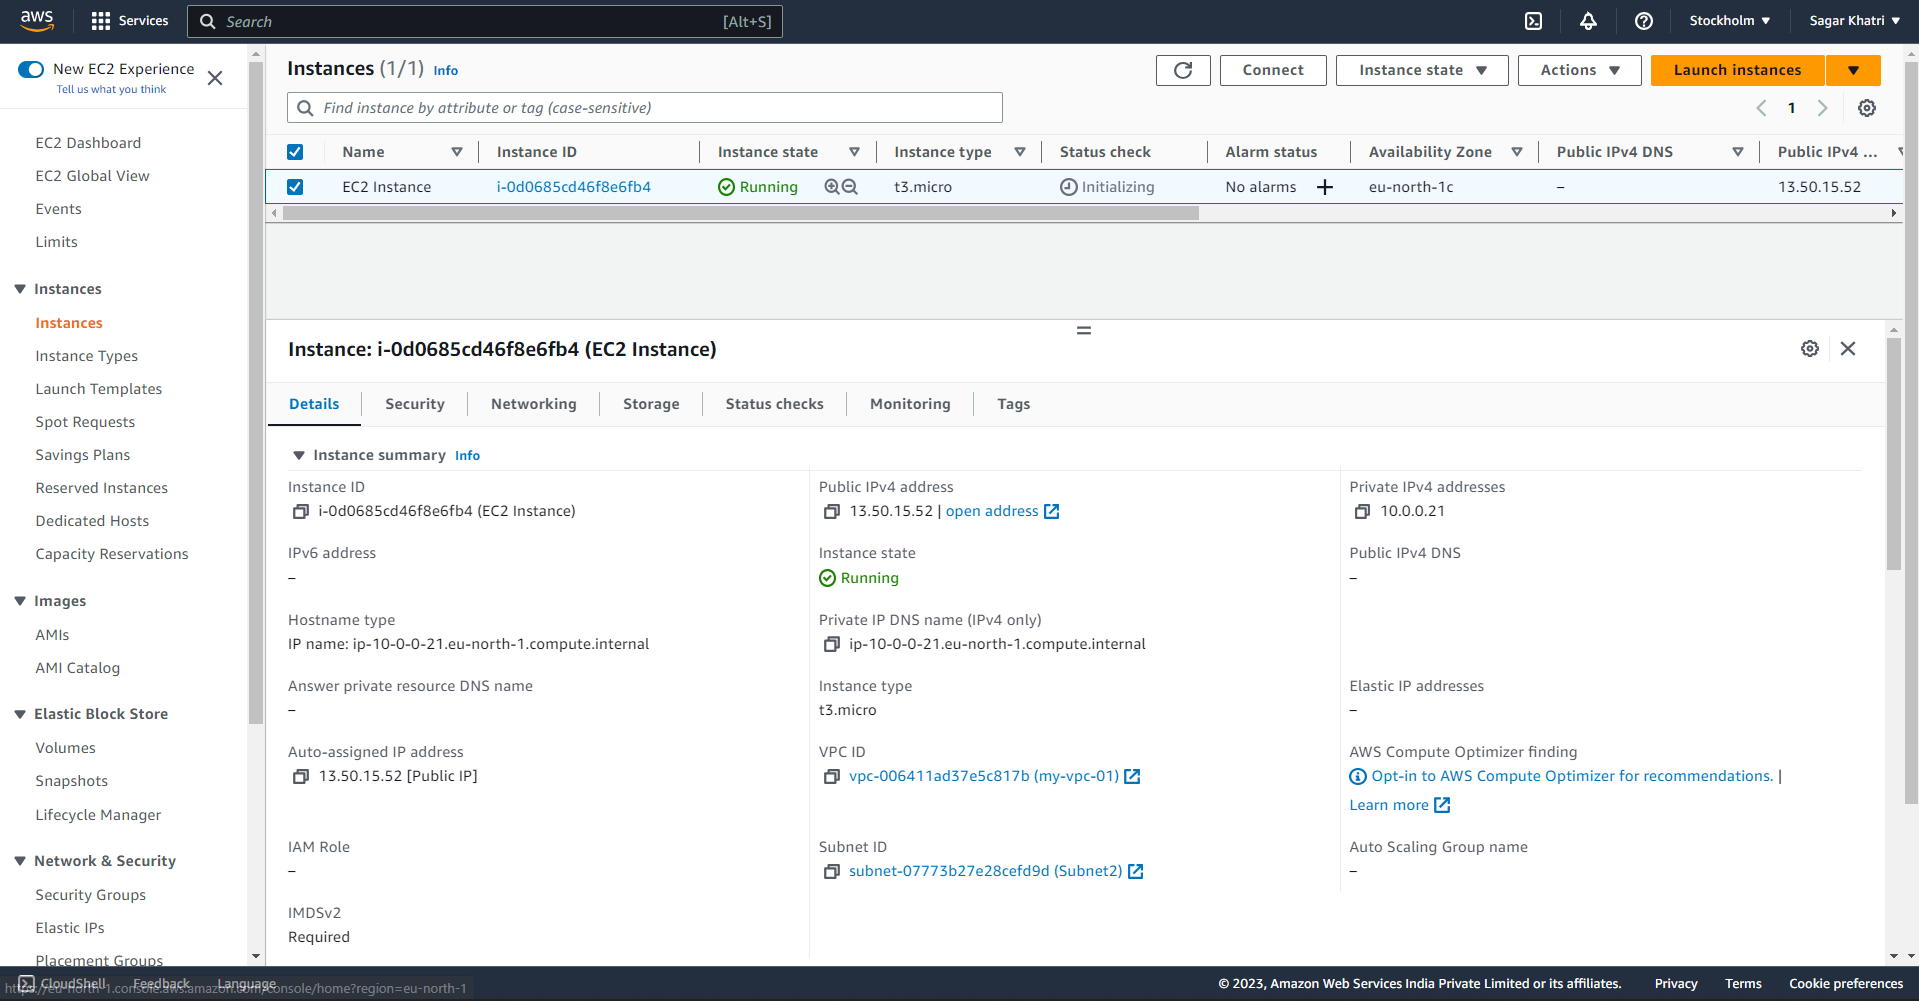 aws Services Search [Alt+S] Stockholm Sagar Khatri
New EC2 Experience
Tell us what you think
EC2 Dashboard
EC2 Global View
Events
Limits
Instances
Instances
Instance Types
Launch Templates
Spot Requests
Savings Plans
Reserved Instances
Dedicated Hosts
Capacity Reservations
Images
AMIs
AMI Catalog
Elastic Block Store
Volumes
Snapshots
Lifecycle Manager
Network & Security
Security Groups
Elastic IPs
Placement Groups
Instances (1/1) Info Connect Instance state Actions Launch instances
Find instance by attribute or tag (case-sensitive) 1
Name Instance ID Instance state Instance type Status check Alarm status Availability Zone Public IPv4 DNS Public IPv4 ...
EC2 Instance i-0d0685cd46f8e6fb4 Running t3.micro Initializing No alarms + eu-north-1c – 13.50.15.52
Instance: i-0d0685cd46f8e6fb4 (EC2 Instance)
Details Security Networking Storage Status checks Monitoring Tags
Instance summary Info
Instance ID Public IPv4 address Private IPv4 addresses
i-0d0685cd46f8e6fb4 (EC2 Instance) 13.50.15.52 | open address 10.0.0.21
IPv6 address Instance state Public IPv4 DNS
– Running –
Hostname type Private IP DNS name (IPv4 only)
IP name: ip-10-0-0-21.eu-north-1.compute.internal ip-10-0-0-21.eu-north-1.compute.internal
Answer private resource DNS name Instance type Elastic IP addresses
– t3.micro –
Auto-assigned IP address VPC ID AWS Compute Optimizer finding
13.50.15.52 [Public IP] vpc-006411ad37e5c817b (my-vpc-01) Opt-in to AWS Compute Optimizer for recommendations. |
Learn more
IAM Role Subnet ID Auto Scaling Group name
– subnet-07773b27e28cefd9d (Subnet2) –
IMDSv2
Required
CloudShell Feedback Language © 2023, Amazon Web Services India Private Limited or its affiliates. Privacy Terms Cookie preferences
https://eu-north-1.console.aws.amazon.com/console/home?region=eu-north-1